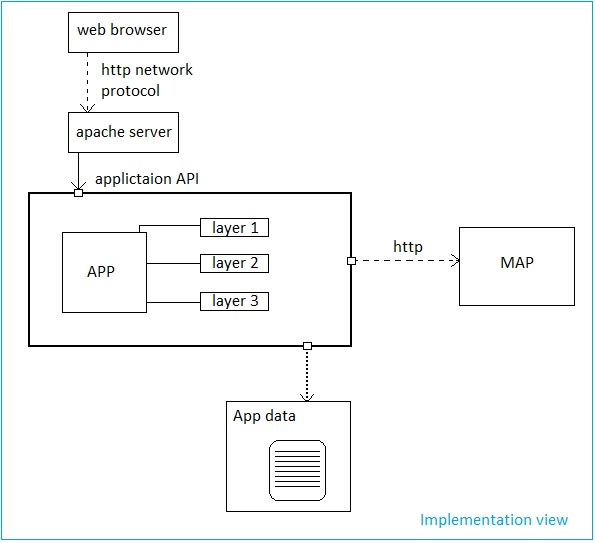 web browser
http network
protocol
apache server
applictaion API
layer 1
layer 2
layer 3
APP
http
MAP
App data
Implementation view